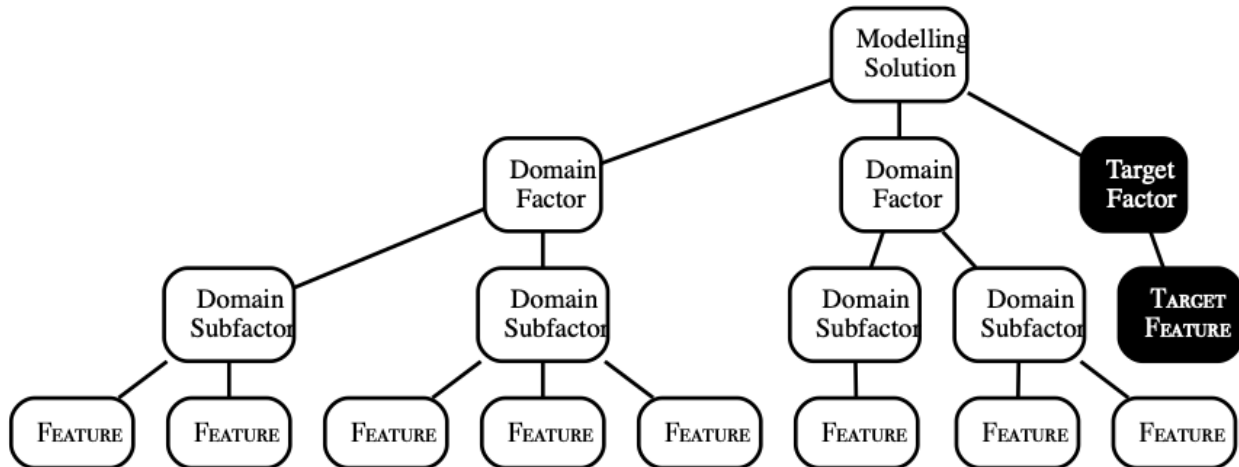 Modelling
Solution
Domain
Factor
Domain
Factor
Target
Factor
Domain
Subfactor
Domain
Subfactor
Domain
Subfactor
Domain
Subfactor
TARGET
FEATURE
FEATURE
FEATURE
FEATURE
FEATURE
FEATURE
FEATURE
FEATURE
FEATURE